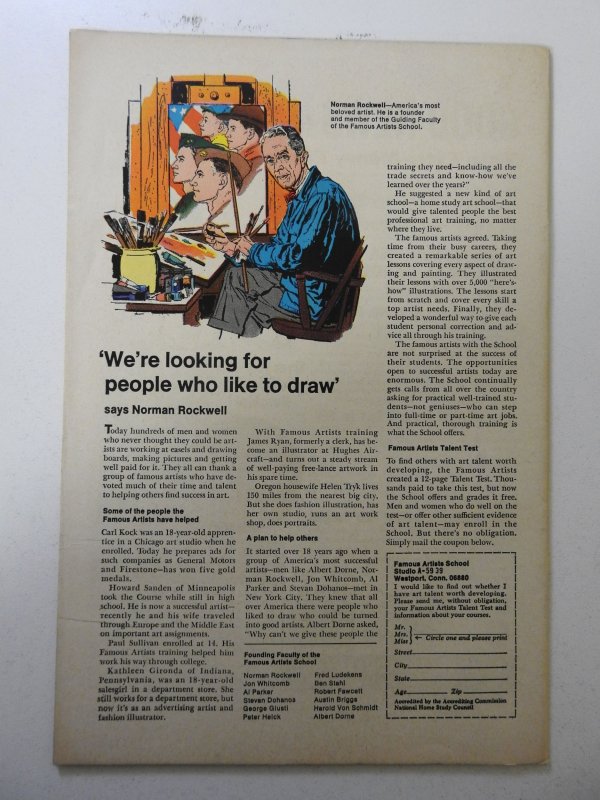 Norman Rockwell—America's most
beloved artist. He is a founder
and member of the Guiding Faculty
of the Famous Artists School.
'We're looking for
people who like to draw'
says Norman Rockwell
Today hundreds of men and women
who never thought they could be art-
ists are working at easels and drawing
boards, making pictures and getting
well paid for it. They all can thank a
group of famous artists who have de-
voted much of their time and talent
to helping others find success in art.
Some of the people the
Famous Artists have helped
Carl Kock was an 18-year-old appren-
tice in a Chicago art studio when he
enrolled. Today he prepares ads for
such companies as General Motors
and Firestone—has won five gold
medals.
Howard Sanden of Minneapolis
took the Course while still in high
school. He is now a successful artist—
recently he and his wife traveled
through Europe and the Middle East
on important art assignments.
Paul Sullivan enrolled at 14. His
Famous Artists training helped him
work his way through college.
Kathleen Gironda of Indiana,
Pennsylvania, was an 18-year-old
salesgirl in a department store. She
still works for a department store, but
now it's as an advertising artist and
fashion illustrator.
With Famous Artists training
James Ryan, formerly a clerk, has be-
come an illustrator at Hughes Air-
craft—and turns out a steady stream
of well-paying free-lance artwork in
his spare time.
Oregon housewife Helen Tryk lives
150 miles from the nearest big city.
But she does fashion illustration, has
her own studio, runs an art work
shop, does portraits.
A plan to help others
It started over 18 years ago when a
group of America's most successful
artists—men like Albert Dorne, Nor-
man Rockwell, Jon Whitcomb, Al
Parker and Stevan Dohanos—met in
New York City. They knew that all
over America there were people who
liked to draw who could be turned
into good artists. Albert Dorne asked,
"Why can't we give these people the
Founding Faculty of the
Famous Artists School
Norman Rockwell
Jon Whitcomb
Al Parker
Stevan Dohanos
George Giusti
Peter Helck
Fred Ludekens
Ben Stahl
Robert Fawcett
Austin Briggs
Harold Von Schmidt
Albert Dorne
training they need—including all the
trade secrets and know-how we've
learned over the years?"
He suggested a new kind of art
school—a home study art school—that
would give talented people the best
professional art training, no matter
where they live.
The famous artists agreed. Taking
time from their busy careers, they
created a remarkable series of art
lessons covering every aspect of draw-
ing and painting. They illustrated
their lessons with over 5,000 "here's-
how" illustrations. The lessons start
from scratch and cover every skill a
top artist needs. Finally, they de-
veloped a wonderful way to give each
student personal correction and ad-
vice all through his training.
The famous artists with the School
are not surprised at the success of
their students. The opportunities
open to successful artists today are
enormous. The School continually
gets calls from all over the country
asking for practical well-trained stu-
dents—not geniuses—who can step
into full-time or part-time art jobs.
And practical, thorough training is
what the School offers.
Famous Artists Talent Test
To find others with art talent worth
developing, the Famous Artists
created a 12-page Talent Test. Thou-
sands paid to take this test, but now
the School offers and grades it free.
Men and women who do well on the
test—or offer other sufficient evidence
of art talent—may enroll in the
School. But there's no obligation.
Simply mail the coupon below.
Famous Artists School
Studio A-59 39
Westport, Conn. 06880
I would like to find out whether I
have art talent worth developing.
Please send me, without obligation,
your Famous Artists Talent Test and
information about your courses.
Mr.
Mrs.
Miss
← Circle one and please print
Street
City
State
Age Zip
Accredited by the Accrediting Commission
National Home Study Council